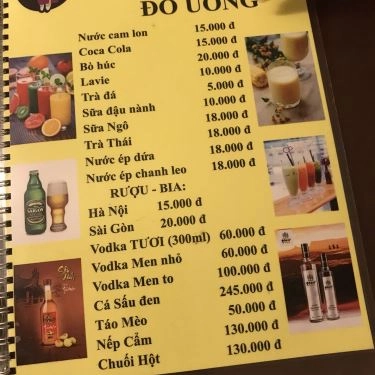 ĐỒ UỐNG
Nước cam lon 15.000 đ
Coca Cola 15.000 đ
Bò húc 20.000 đ
Lavie 10.000 đ
Trà đá 5.000 đ
Sữa đậu nành 10.000 đ
Sữa Ngô 18.000 đ
Trà Thái 18.000 đ
Nước ép dứa 18.000 đ
Nước ép chanh leo 18.000 đ
RƯỢU - BIA:
Hà Nội 15.000 đ
Sài Gòn 20.000 đ
Vodka TƯƠI (300ml) 60.000 đ
Vodka Men nhỏ 60.000 đ
Vodka Men to 100.000 đ
Cá Sấu đen 245.000 đ
Táo Mèo 50.000 đ
Nếp Cẩm 130.000 đ
Chuối Hột 130.000 đ
SAIGON